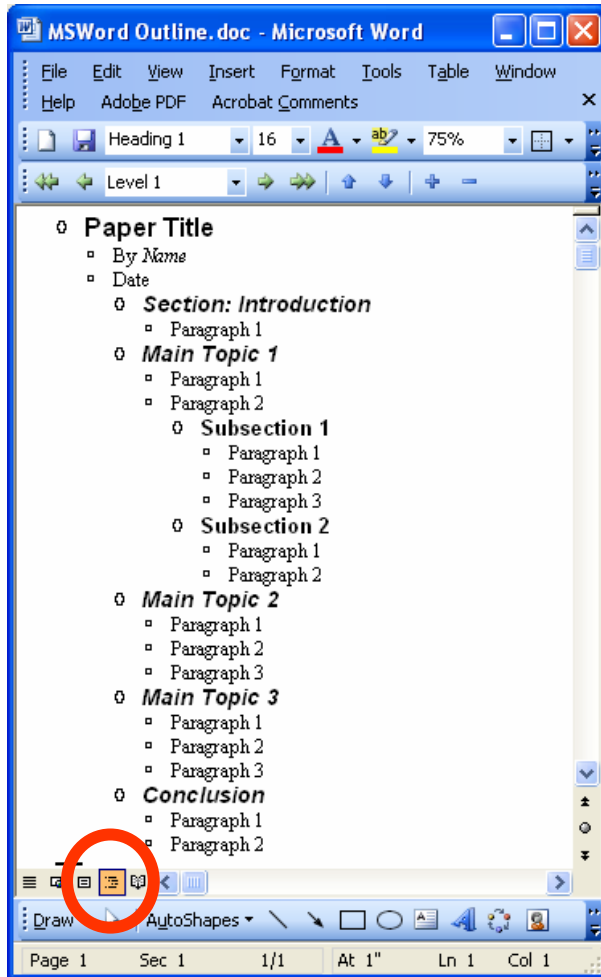 MSWord Outline.doc - Microsoft Word
File Edit View Insert Format Tools Table Window
Help Adobe PDF Acrobat Comments
Heading 1 16 A ab 75%
Level 1
Paper Title
By Name
Date
Section: Introduction
Paragraph 1
Main Topic 1
Paragraph 1
Paragraph 2
Subsection 1
Paragraph 1
Paragraph 2
Paragraph 3
Subsection 2
Paragraph 1
Paragraph 2
Main Topic 2
Paragraph 1
Paragraph 2
Paragraph 3
Main Topic 3
Paragraph 1
Paragraph 2
Paragraph 3
Conclusion
Paragraph 1
Paragraph 2
Draw AutoShapes
Page 1 Sec 1 1/1 At 1" Ln 1 Col 1